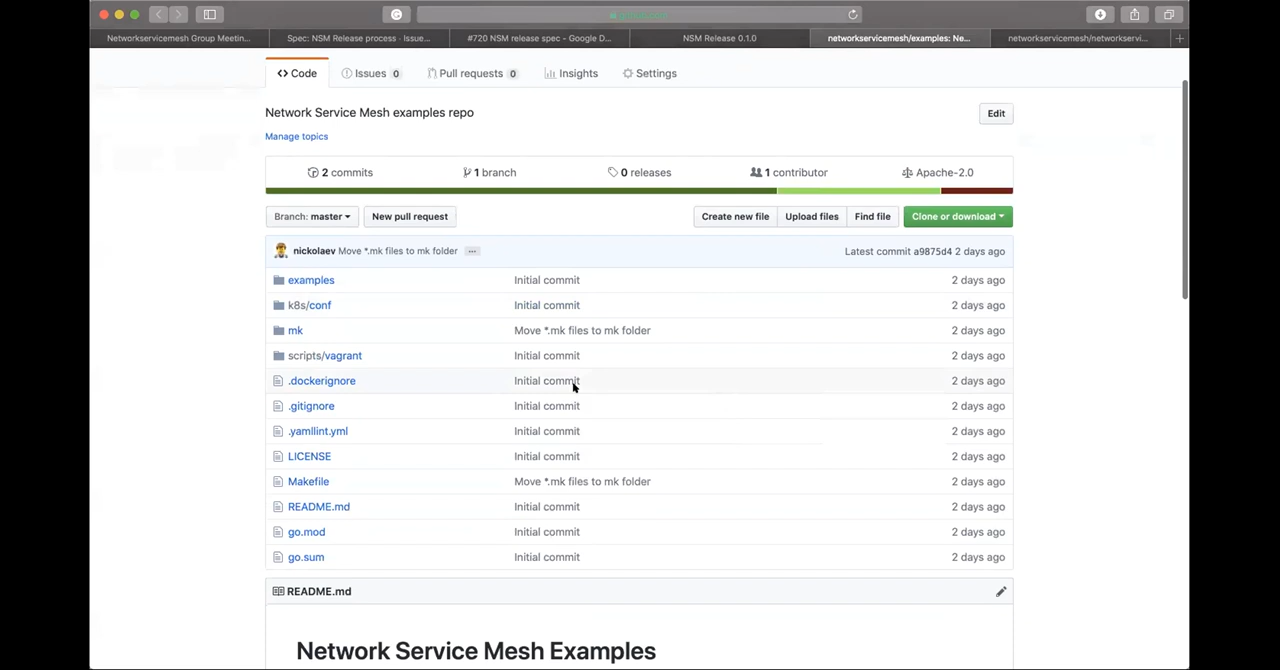 Networkservicemesh Group Meetin...
Spec: NSM Release process · Issue...
#720 NSM release spec - Google D...
NSM Release 0.1.0
networkservicemesh/examples: Ne...
networkservicemesh/networkservi...
Code
Issues 0
Pull requests 0
Insights
Settings
Network Service Mesh examples repo
Edit
Manage topics
2 commits
1 branch
0 releases
1 contributor
Apache-2.0
Branch: master
New pull request
Create new file
Upload files
Find file
Clone or download
nickolaev Move *.mk files to mk folder
Latest commit a9875d4 2 days ago
examples Initial commit 2 days ago
k8s/conf Initial commit 2 days ago
mk Move *.mk files to mk folder 2 days ago
scripts/vagrant Initial commit 2 days ago
.dockerignore Initial commit 2 days ago
.gitignore Initial commit 2 days ago
.yamllint.yml Initial commit 2 days ago
LICENSE Initial commit 2 days ago
Makefile Move *.mk files to mk folder 2 days ago
README.md Initial commit 2 days ago
go.mod Initial commit 2 days ago
go.sum Initial commit 2 days ago
README.md
Network Service Mesh Examples